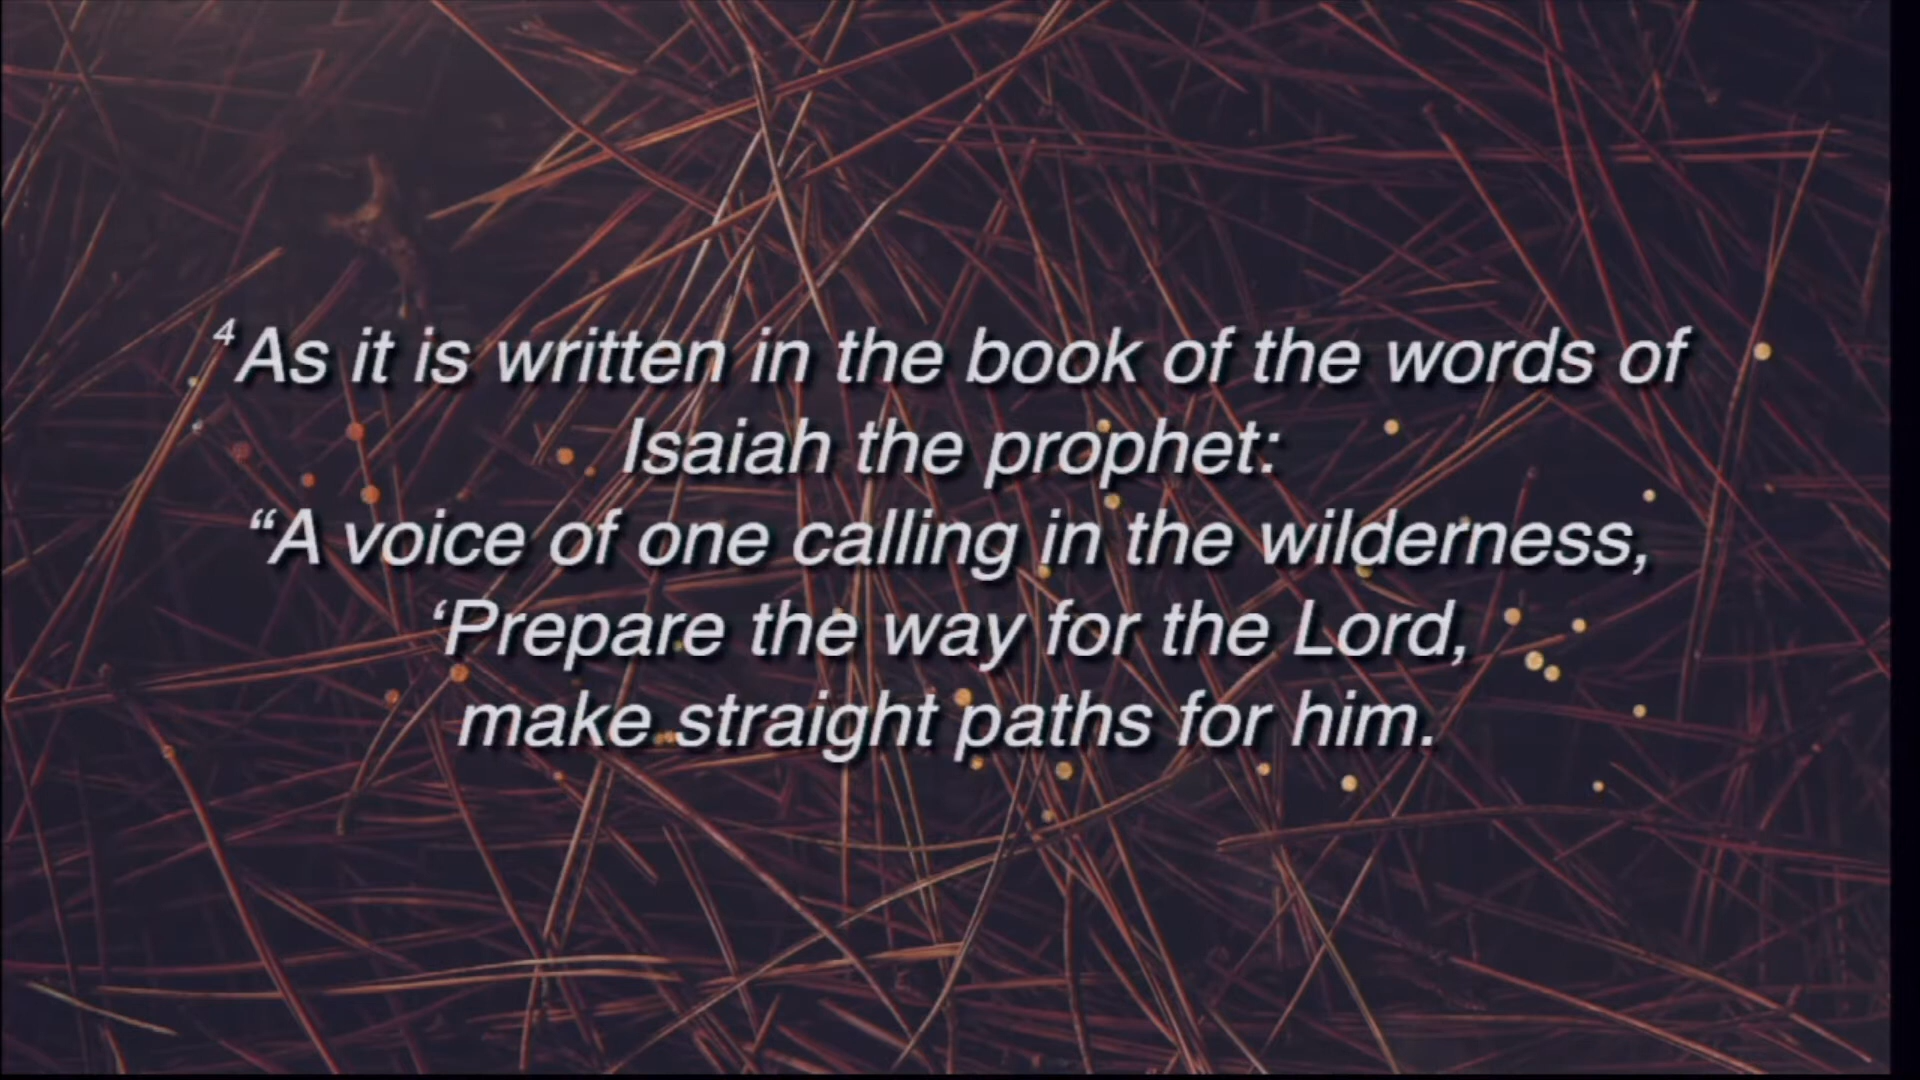 ⁴As it is written in the book of the words of
Isaiah the prophet:
“A voice of one calling in the wilderness,
‘Prepare the way for the Lord,
make straight paths for him.